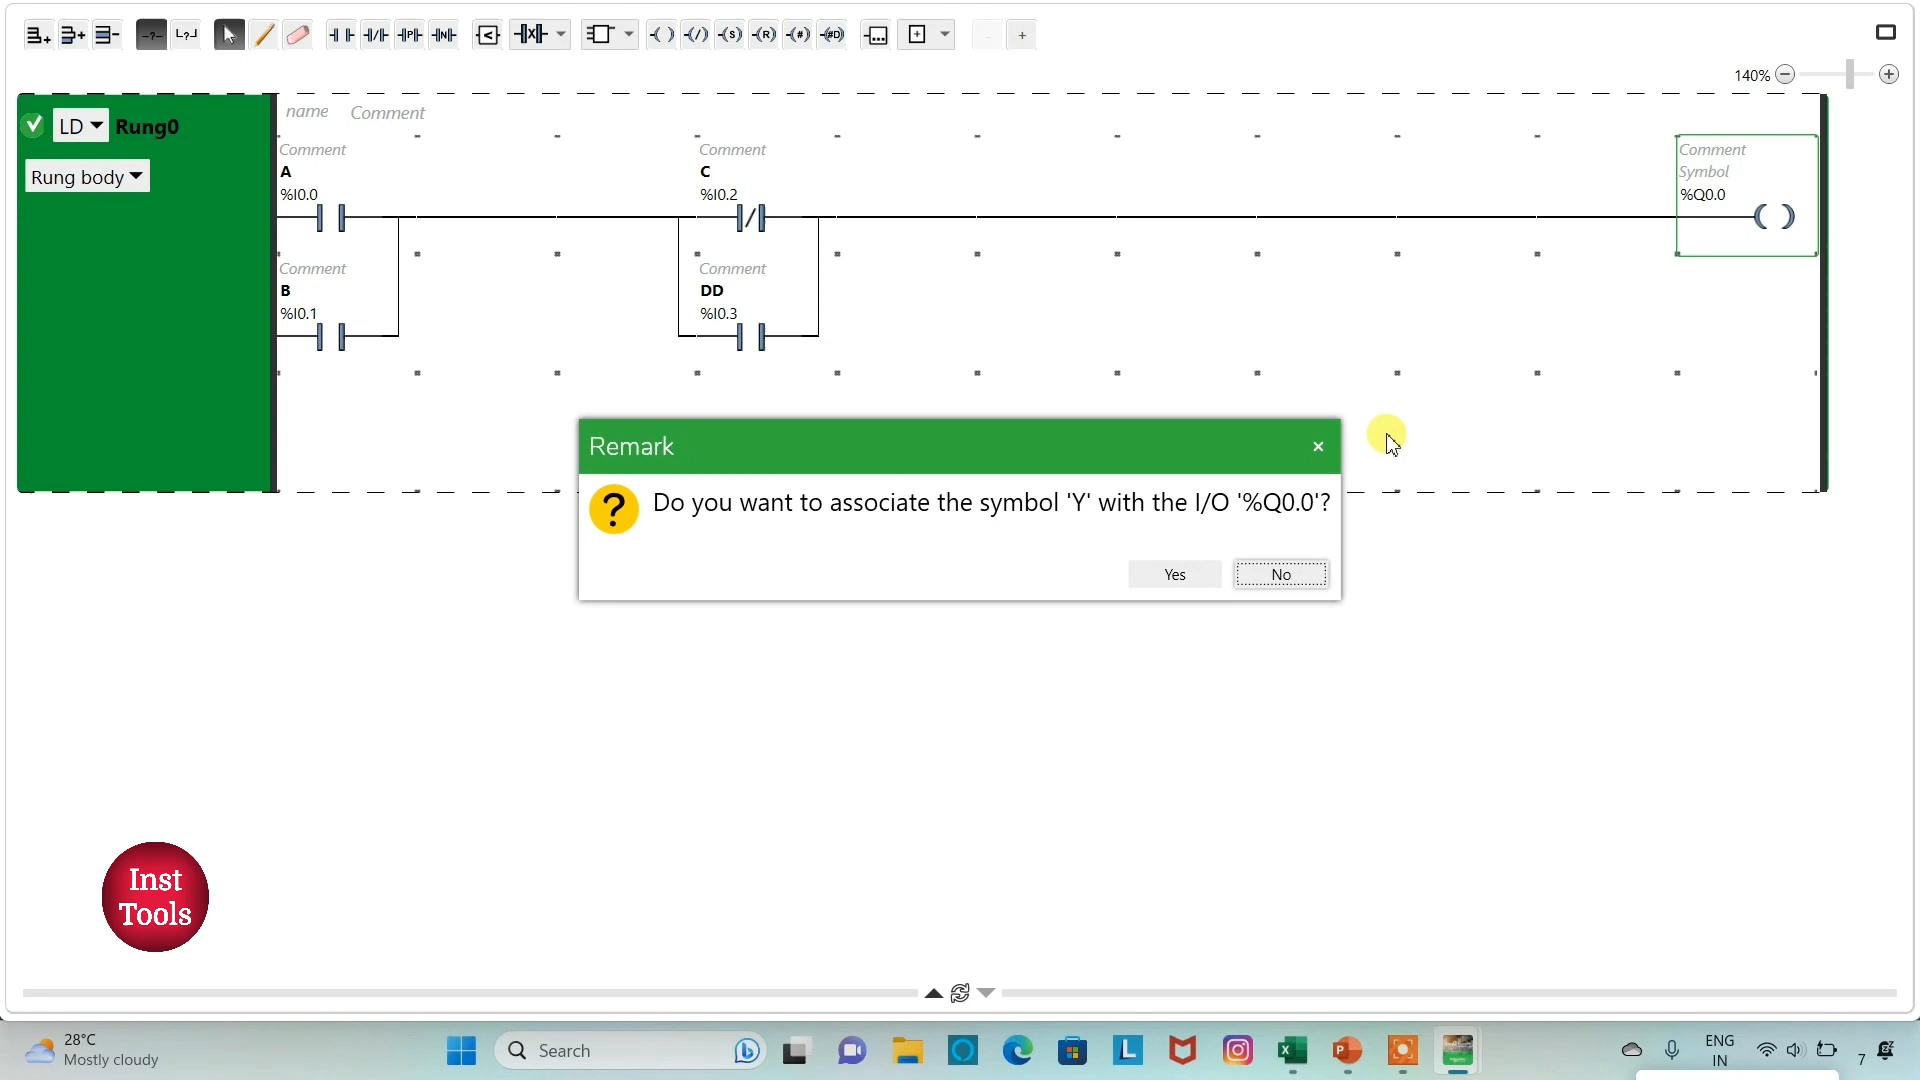 140%
LD Rung0
name Comment
Rung body
Comment
A
%I0.0
Comment
C
%I0.2
Comment
Symbol
%Q0.0
Comment
B
%I0.1
Comment
DD
%I0.3
Remark
Do you want to associate the symbol 'Y' with the I/O '%Q0.0'?
Yes
No
Inst
Tools
28°C
Mostly cloudy
Search
ENG
IN
7